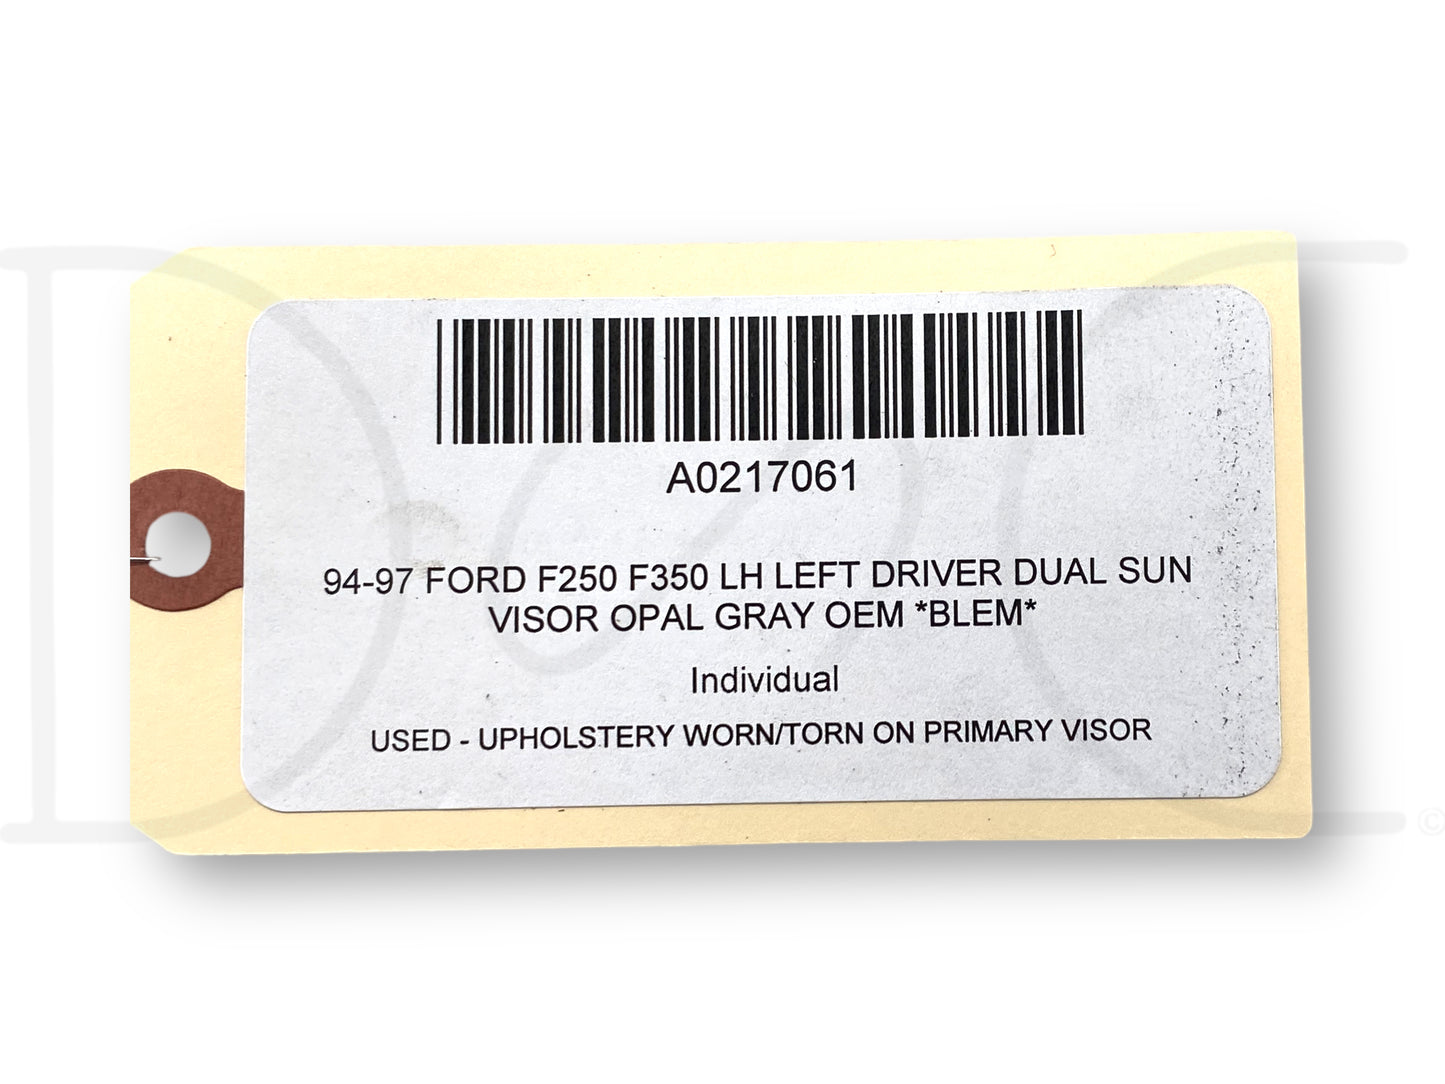 A0217061
94-97 FORD F250 F350 LH LEFT DRIVER DUAL SUN
VISOR OPAL GRAY OEM *BLEM*
Individual
USED - UPHOLSTERY WORN/TORN ON PRIMARY VISOR
©